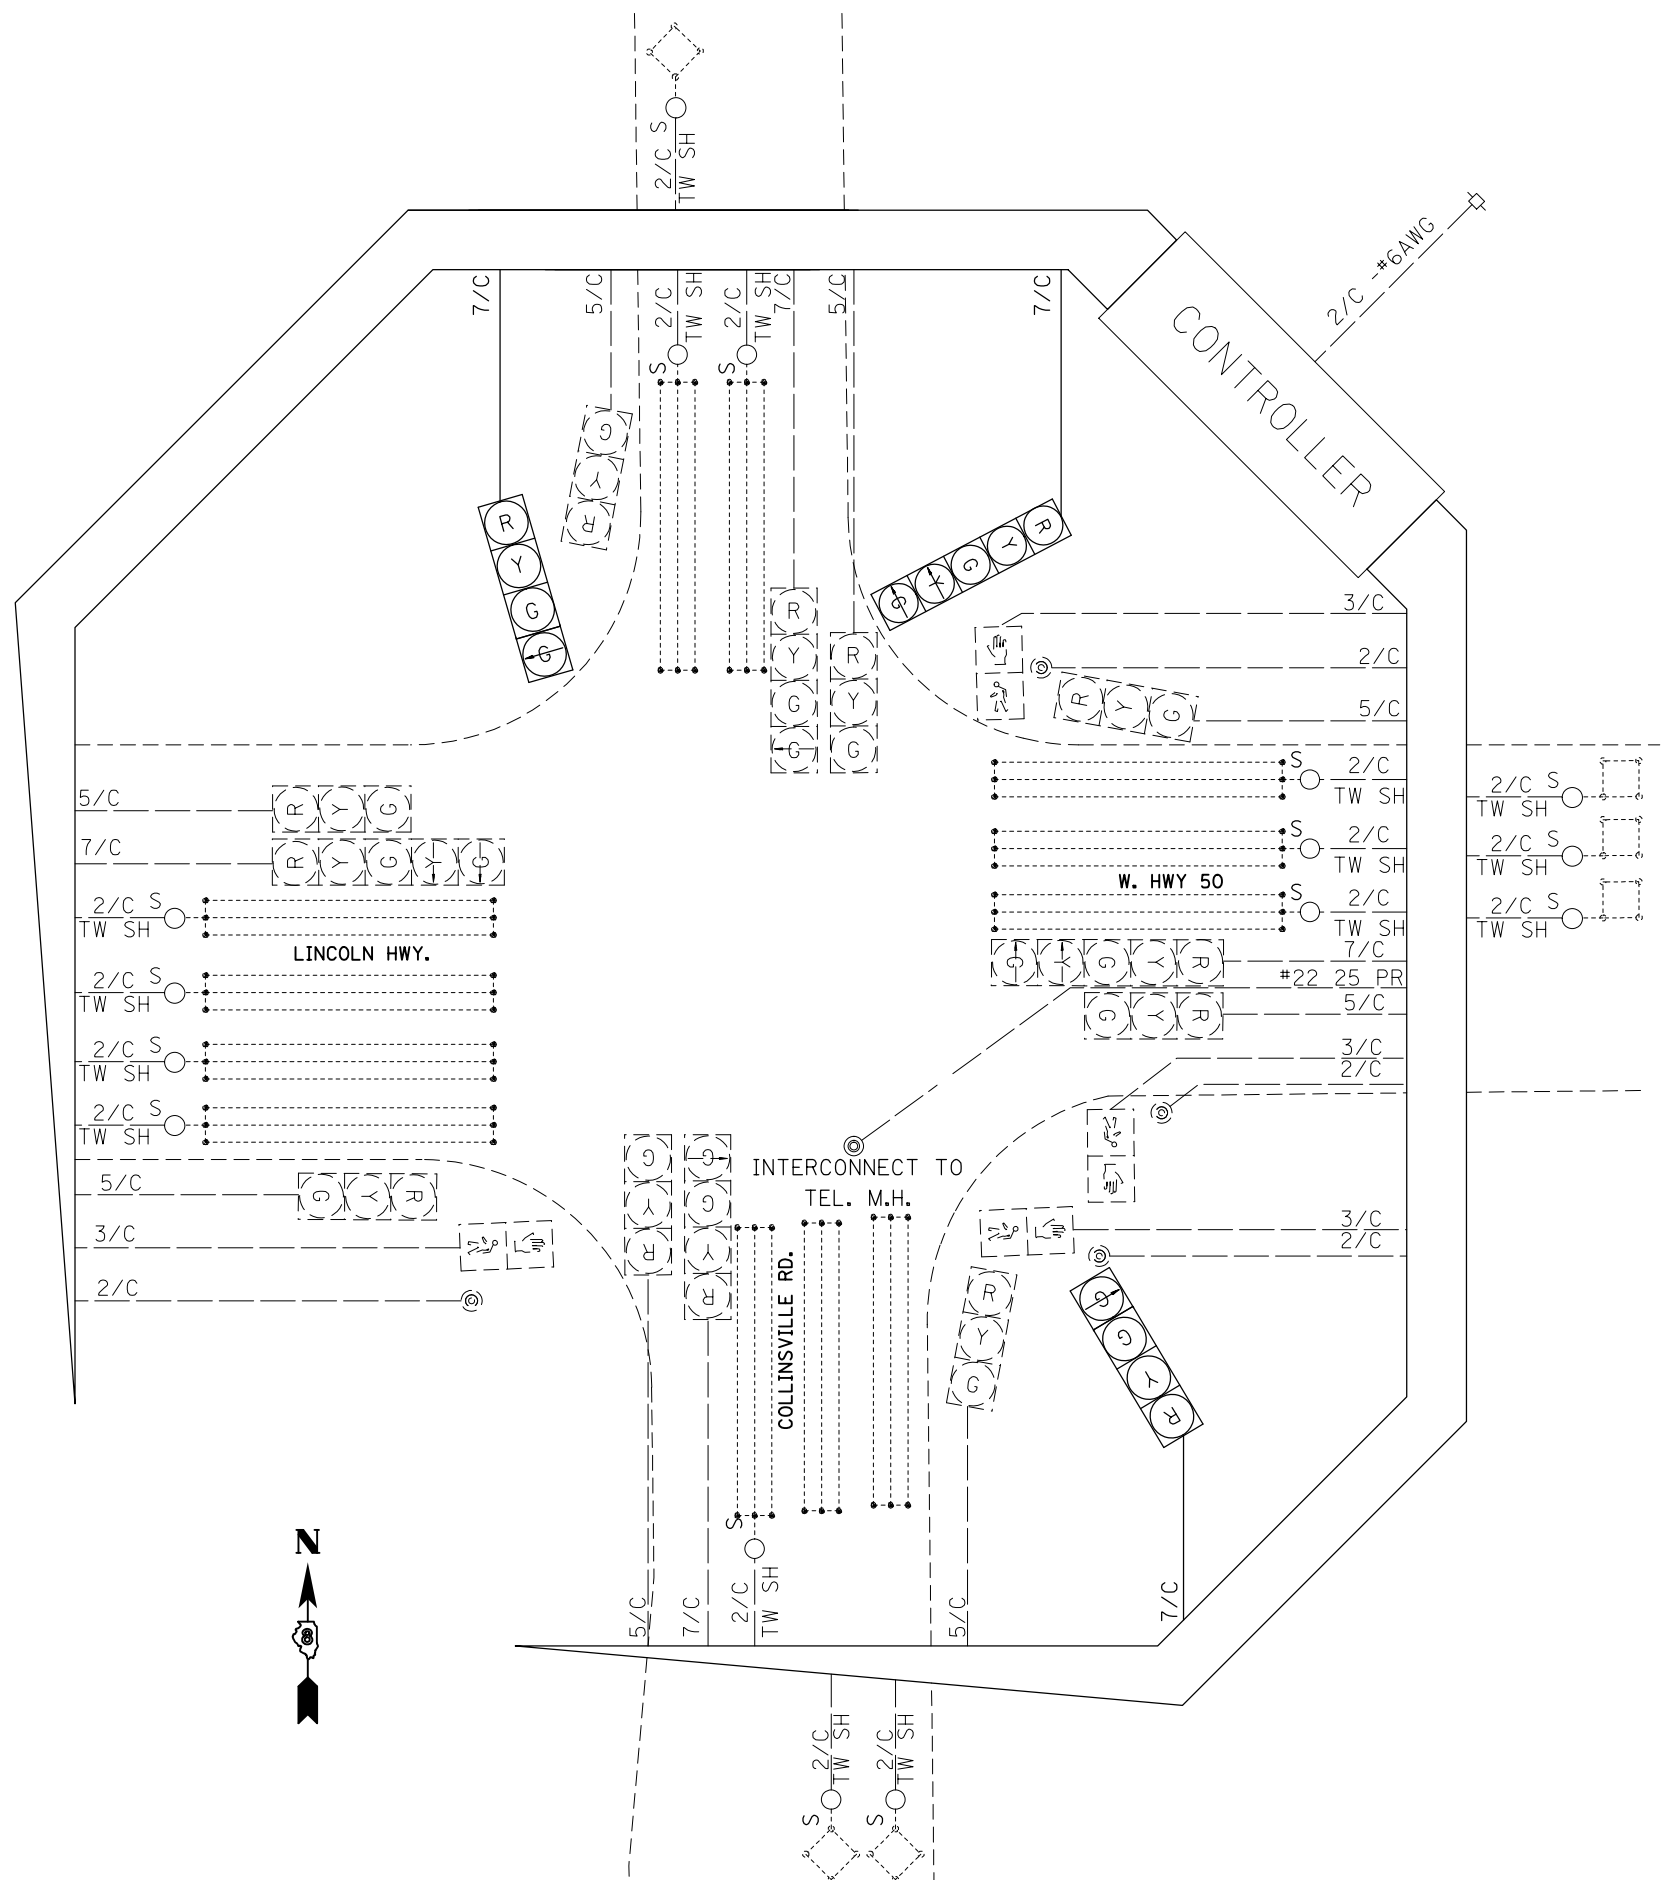 S
2/C
TW SH
2/C -#6AWG
CONTROLLER
7/C
5/C
2/C
TW SH
2/C
TW SH
7/C
5/C
7/C
S
S
G
Y
R
R
Y
G
G
R
Y
G
Y
G
R
Y
G
G
R
Y
G
3/C
2/C
5/C
R Y G
5/C
R Y G
7/C
R Y G Y G
2/C S
TW SH
LINCOLN HWY.
2/C S
TW SH
2/C S
TW SH
2/C S
TW SH
S 2/C
TW SH
S 2/C
TW SH
W. HWY 50
S 2/C
TW SH
2/C S
TW SH
2/C S
TW SH
2/C S
TW SH
G Y G Y R
7/C
#22 25 PR
G Y R
5/C
3/C
2/C
5/C
G Y R
3/C
2/C
G
Y
R
G
G
Y
R
INTERCONNECT TO
TEL. M.H.
COLLINSVILLE RD.
3/C
2/C
R
Y
G
G
G
Y
R
S
5/C
7/C
2/C
TW SH
5/C
7/C
N
8
2/C
TW SH
S
2/C
TW SH
S